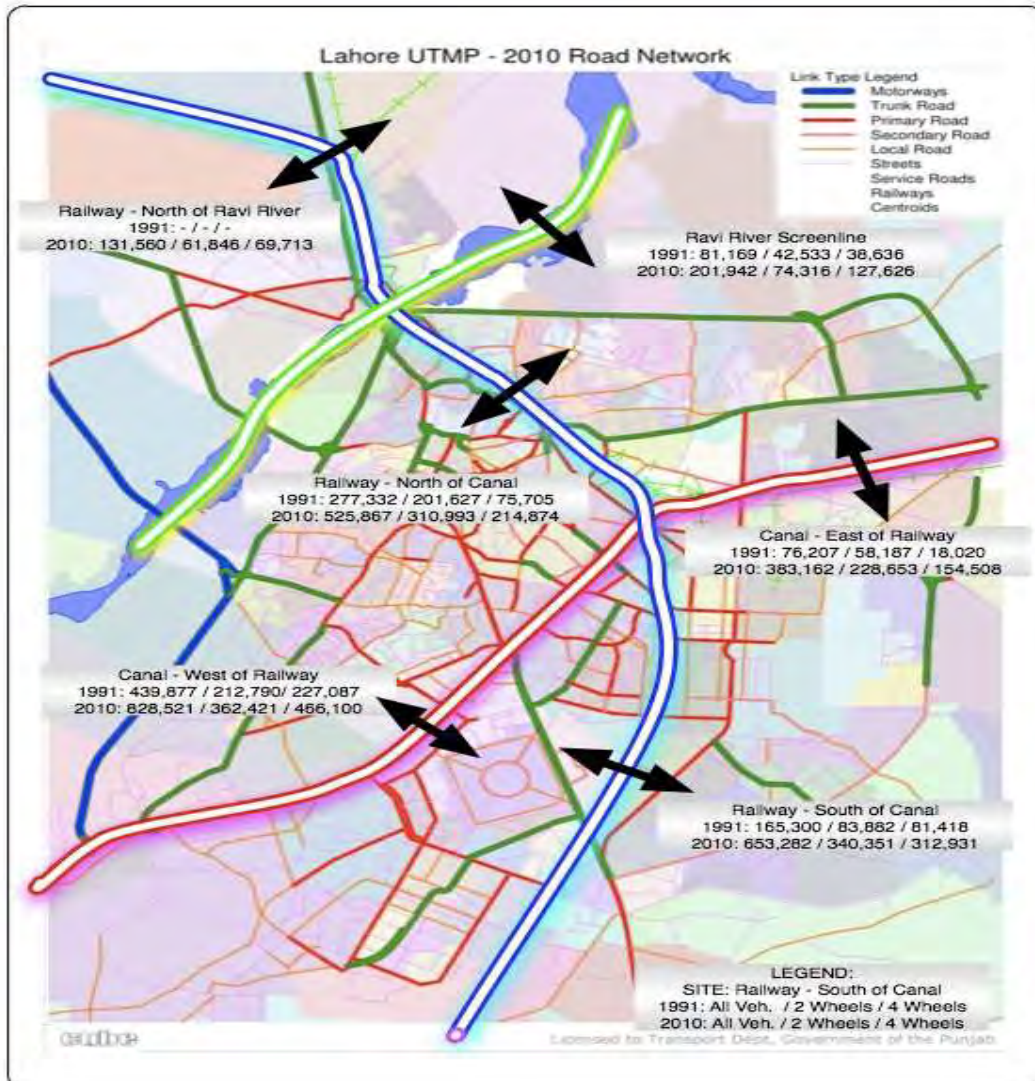 Lahore UTMP - 2010 Road Network
Link Type Legend
Motorways
Trunk Road
Primary Road
Secondary Road
Local Road
Streets
Service Roads
Railways
Centroids
Railway - North of Ravi River
1991: - / - / -
2010: 131,560 / 61,846 / 69,713
Ravi River Screenline
1991: 81,169 / 42,533 / 38,636
2010: 201,942 / 74,316 / 127,626
Railway - North of Canal
1991: 277,332 / 201,627 / 75,705
2010: 525,867 / 310,993 / 214,874
Canal - East of Railway
1991: 76,207 / 58,187 / 18,020
2010: 383,162 / 228,653 / 154,508
Canal - West of Railway
1991: 439,877 / 212,790/ 227,087
2010: 828,521 / 362,421 / 466,100
Railway - South of Canal
1991: 165,300 / 83,882 / 81,418
2010: 653,282 / 340,351 / 312,931
LEGEND:
SITE: Railway - South of Canal
1991: All Veh. / 2 Wheels / 4 Wheels
2010: All Veh. / 2 Wheels / 4 Wheels
Licensed to Transport Dept, Government of the Punjab